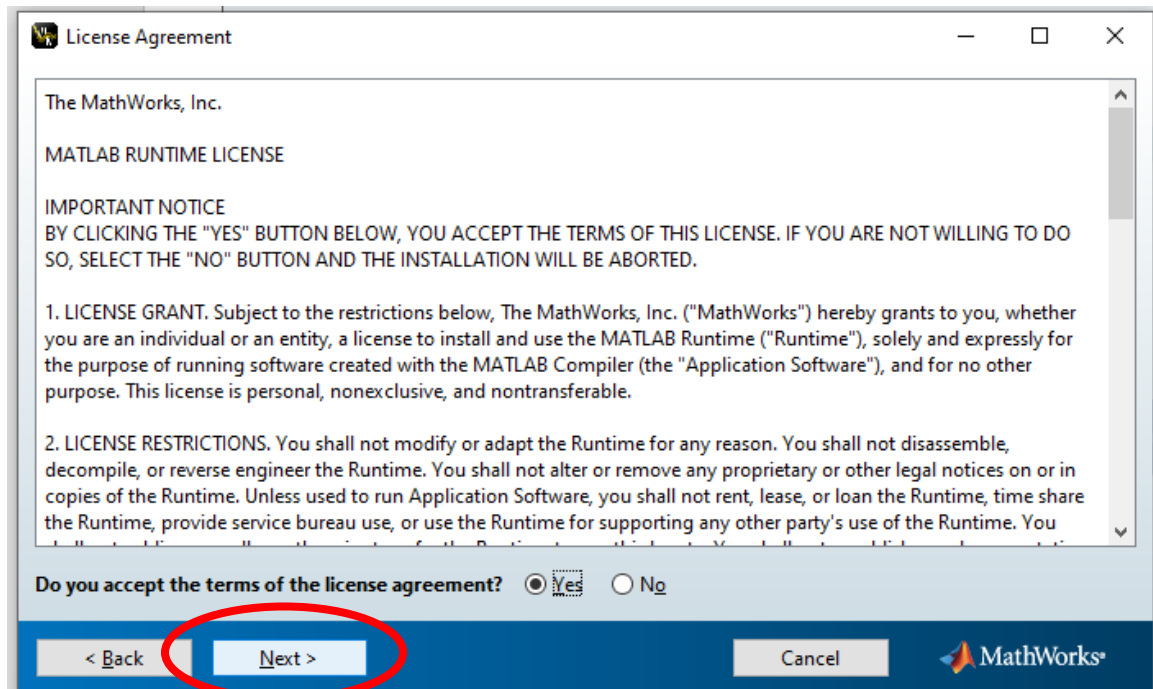 License Agreement
The MathWorks, Inc.
MATLAB RUNTIME LICENSE
IMPORTANT NOTICE
BY CLICKING THE "YES" BUTTON BELOW, YOU ACCEPT THE TERMS OF THIS LICENSE. IF YOU ARE NOT WILLING TO DO
SO, SELECT THE "NO" BUTTON AND THE INSTALLATION WILL BE ABORTED.
1. LICENSE GRANT. Subject to the restrictions below, The MathWorks, Inc. ("MathWorks") hereby grants to you, whether
you are an individual or an entity, a license to install and use the MATLAB Runtime ("Runtime"), solely and expressly for
the purpose of running software created with the MATLAB Compiler (the "Application Software"), and for no other
purpose. This license is personal, nonexclusive, and nontransferable.
2. LICENSE RESTRICTIONS. You shall not modify or adapt the Runtime for any reason. You shall not disassemble,
decompile, or reverse engineer the Runtime. You shall not alter or remove any proprietary or other legal notices on or in
copies of the Runtime. Unless used to run Application Software, you shall not rent, lease, or loan the Runtime, time share
the Runtime, provide service bureau use, or use the Runtime for supporting any other party's use of the Runtime. You
Do you accept the terms of the license agreement? Yes No
< Back Next > Cancel MathWorks®